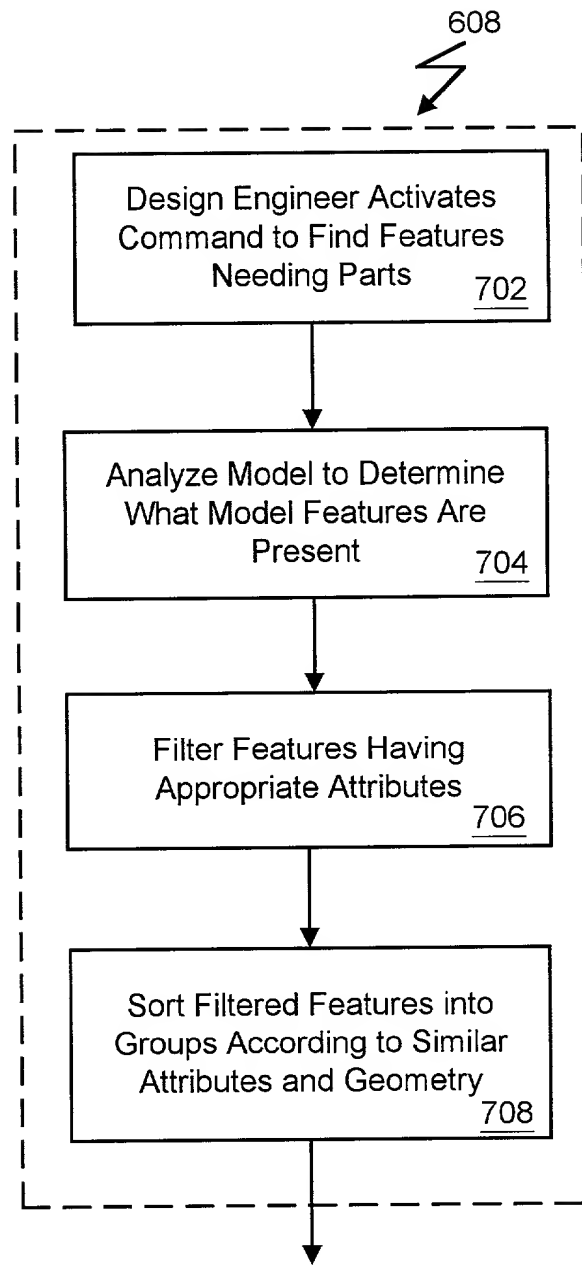 608
Design Engineer Activates
Command to Find Features
Needing Parts
702
Analyze Model to Determine
What Model Features Are
Present
704
Filter Features Having
Appropriate Attributes
706
Sort Filtered Features into
Groups According to Similar
Attributes and Geometry
708